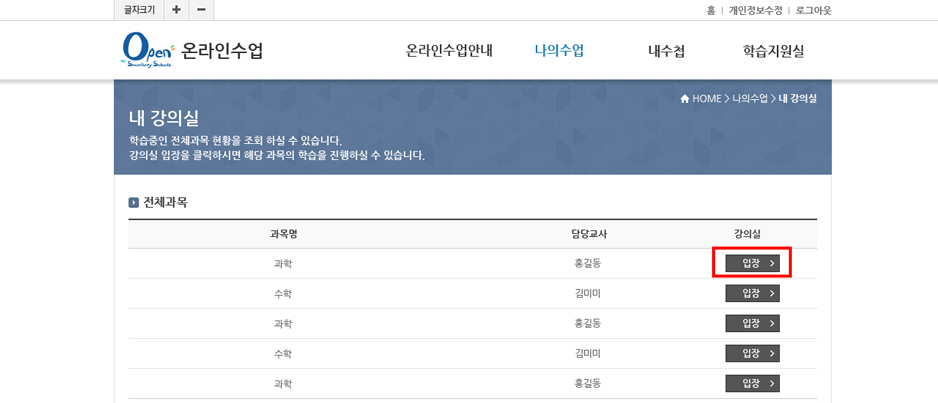 글자크기 + -
홈 | 개인정보수정 | 로그아웃
Open 온라인수업
Secondary Schools
온라인수업안내 나의수업 내수첩 학습지원실
HOME > 나의수업 > 내 강의실
내 강의실
학습중인 전체과목 현황을 조회 하실 수 있습니다.
강의실 입장을 클릭하시면 해당 과목의 학습을 진행하실 수 있습니다.
전체과목
과목명 담당교사 강의실
과학 홍길동 입장 >
수학 김미미 입장 >
과학 홍길동 입장 >
수학 김미미 입장 >
과학 홍길동 입장 >